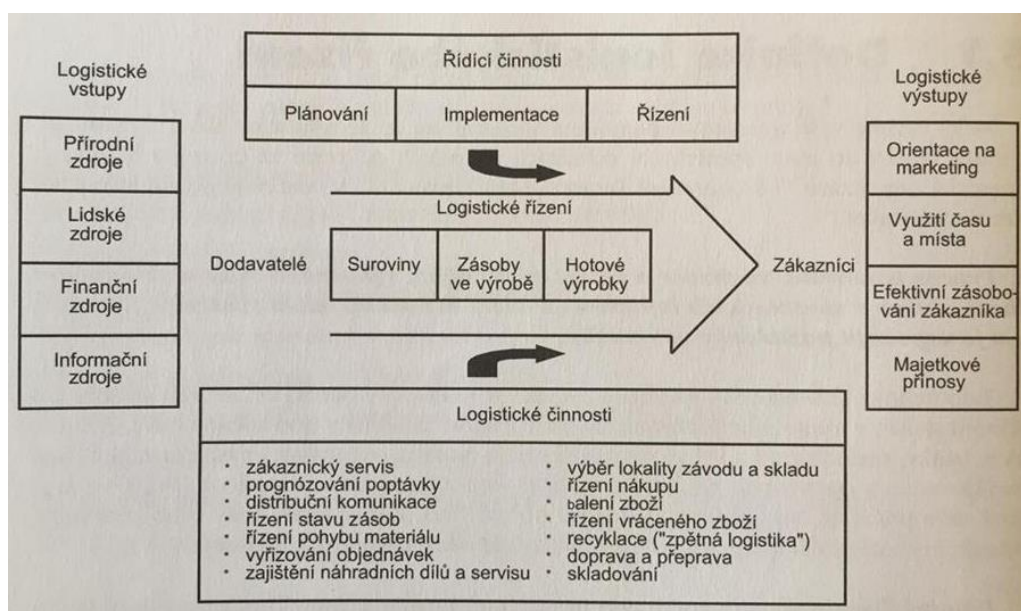 Logistické
vstupy
Přírodní
zdroje
Lidské
zdroje
Finanční
zdroje
Informační
zdroje
Řídící činnosti
Plánování
Implementace
Řízení
Logistické řízení
Dodavatelé
Suroviny
Zásoby
ve výrobě
Hotové
výrobky
Zákazníci
Logistické
výstupy
Orientace na
marketing
Využití času
a místa
Efektivní zásobo-
vání zákazníka
Majetkové
přínosy
Logistické činnosti
• zákaznický servis
• prognózování poptávky
• distribuční komunikace
• řízení stavu zásob
• řízení pohybu materiálu
• vyřizování objednávek
• zajištění náhradních dílů a servisu
• výběr lokality závodu a skladu
• řízení nákupu
• balení zboží
• řízení vráceného zboží
• recyklace ("zpětná logistika")
• doprava a přeprava
• skladování